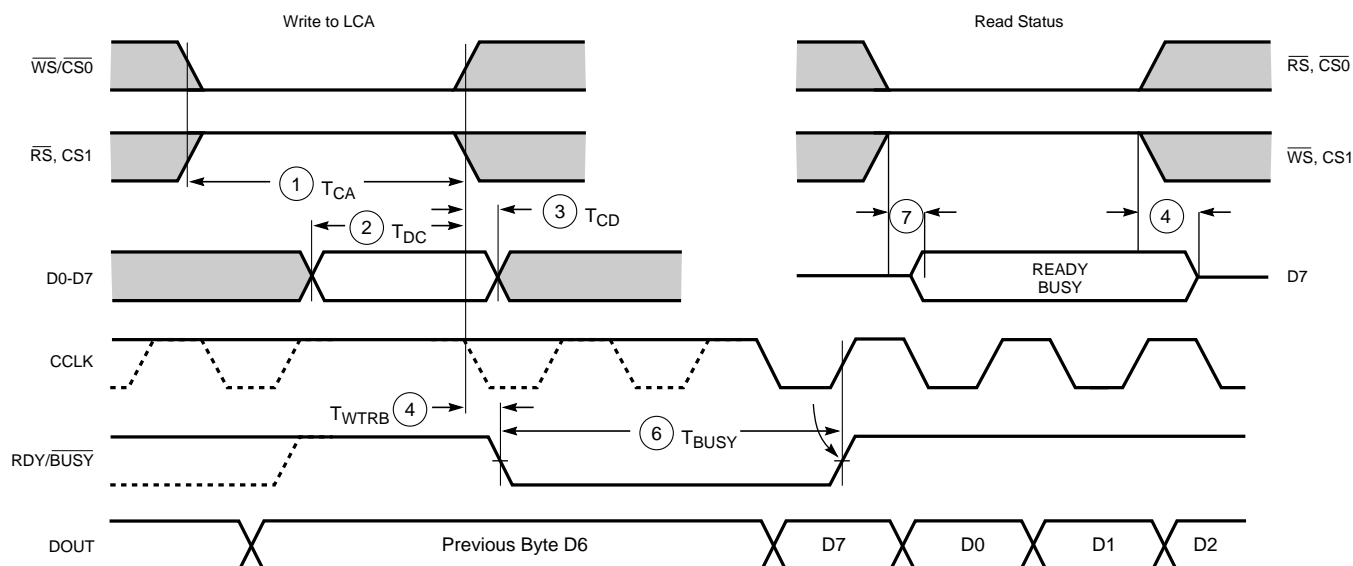 Write to LCA
Read Status
WS/CS0
RS, CS0
RS, CS1
WS, CS1
1 TCA
2 TDC
3 TCD
7
4
D0-D7
READY
BUSY
D7
CCLK
TWTRB 4
6 TBUSY
RDY/BUSY
DOUT
Previous Byte D6
D7
D0
D1
D2